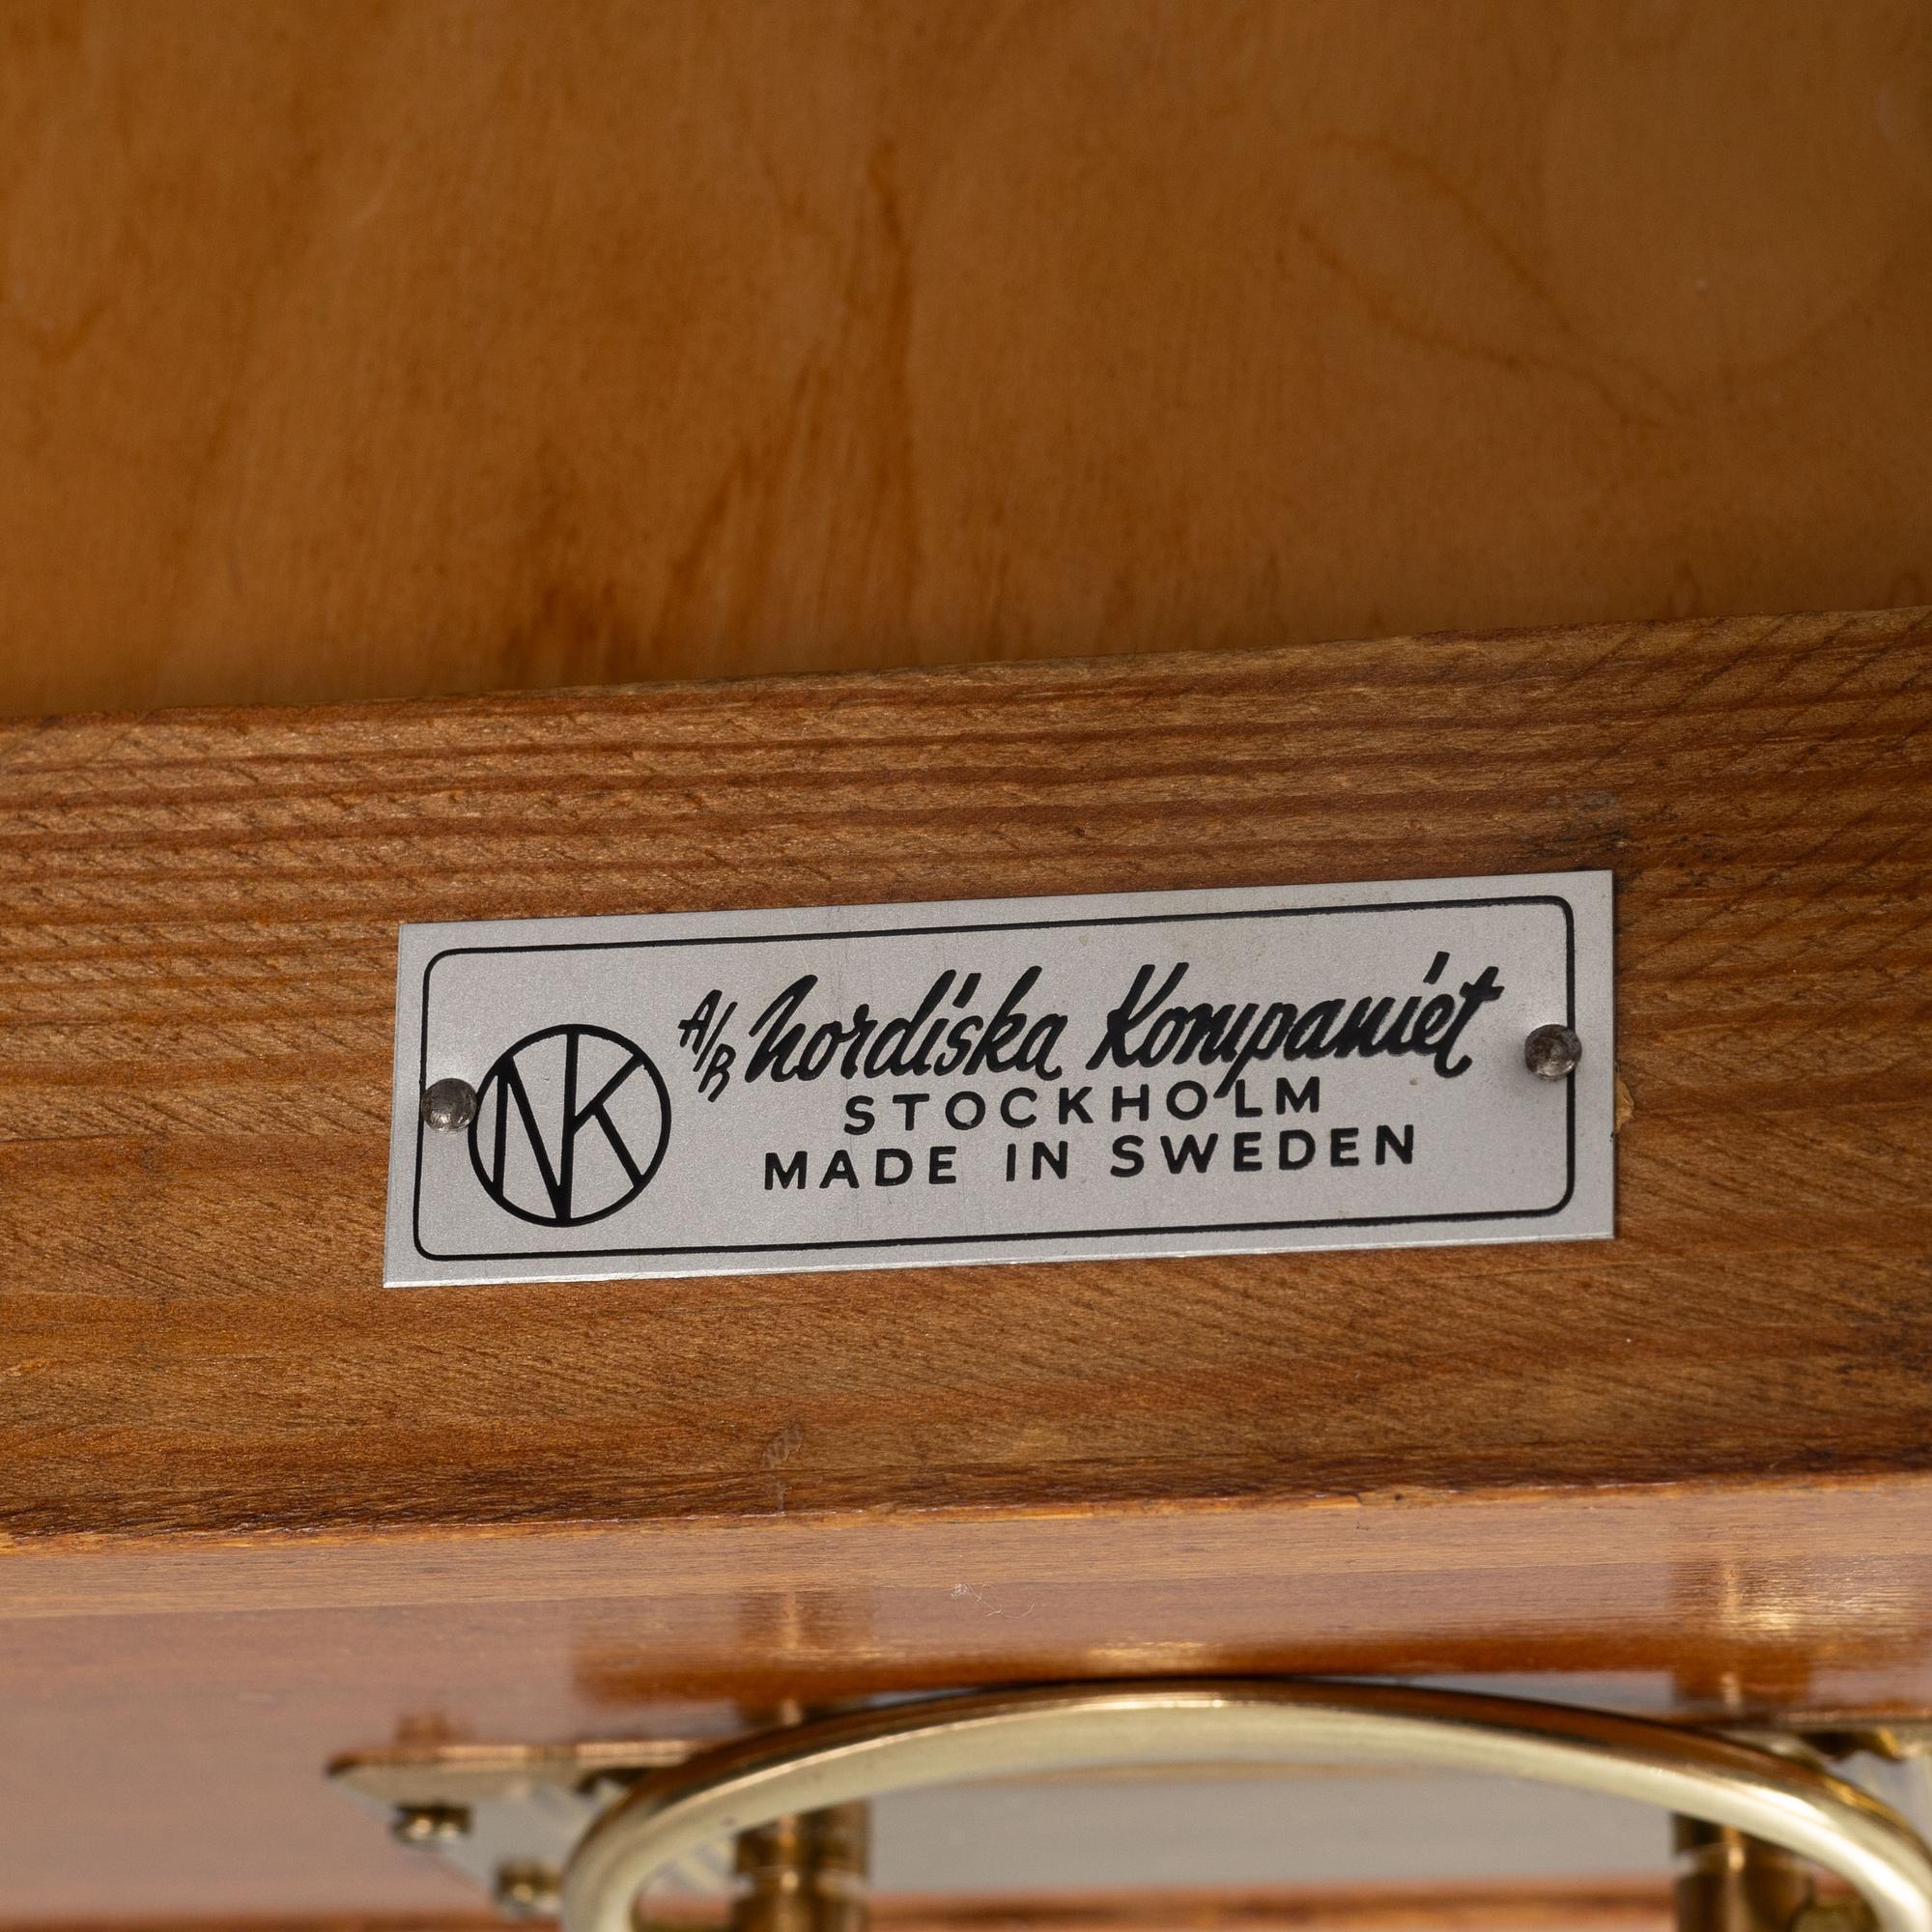 NK
A/B Nordiska Kompaniet
STOCKHOLM
MADE IN SWEDEN